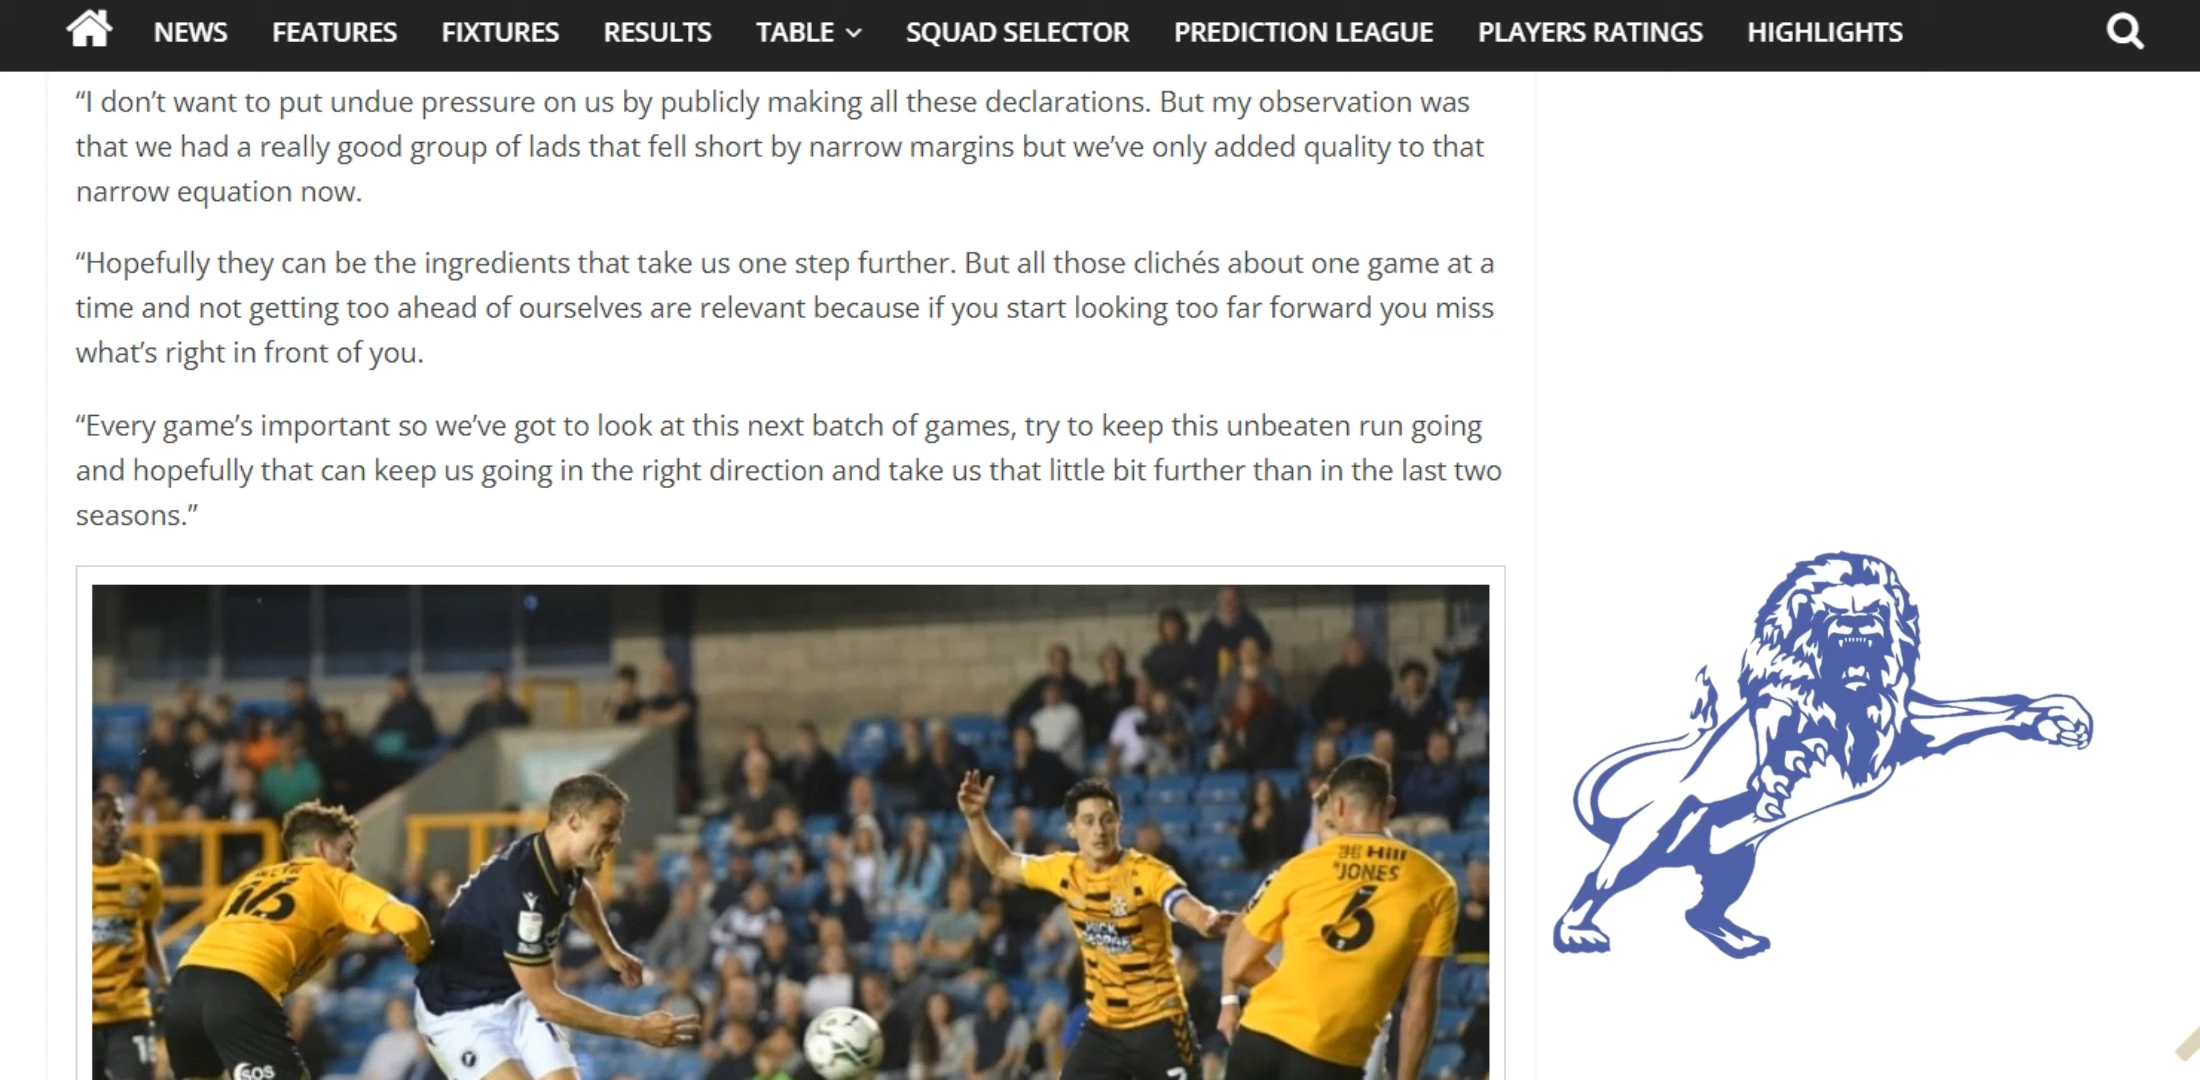 NEWS FEATURES FIXTURES RESULTS TABLE SQUAD SELECTOR PREDICTION LEAGUE PLAYERS RATINGS HIGHLIGHTS
“I don’t want to put undue pressure on us by publicly making all these declarations. But my observation was
that we had a really good group of lads that fell short by narrow margins but we’ve only added quality to that
narrow equation now.
“Hopefully they can be the ingredients that take us one step further. But all those clichés about one game at a
time and not getting too ahead of ourselves are relevant because if you start looking too far forward you miss
what’s right in front of you.
“Every game’s important so we’ve got to look at this next batch of games, try to keep this unbeaten run going
and hopefully that can keep us going in the right direction and take us that little bit further than in the last two
seasons.”
Hill
JONES
6
16
SOS